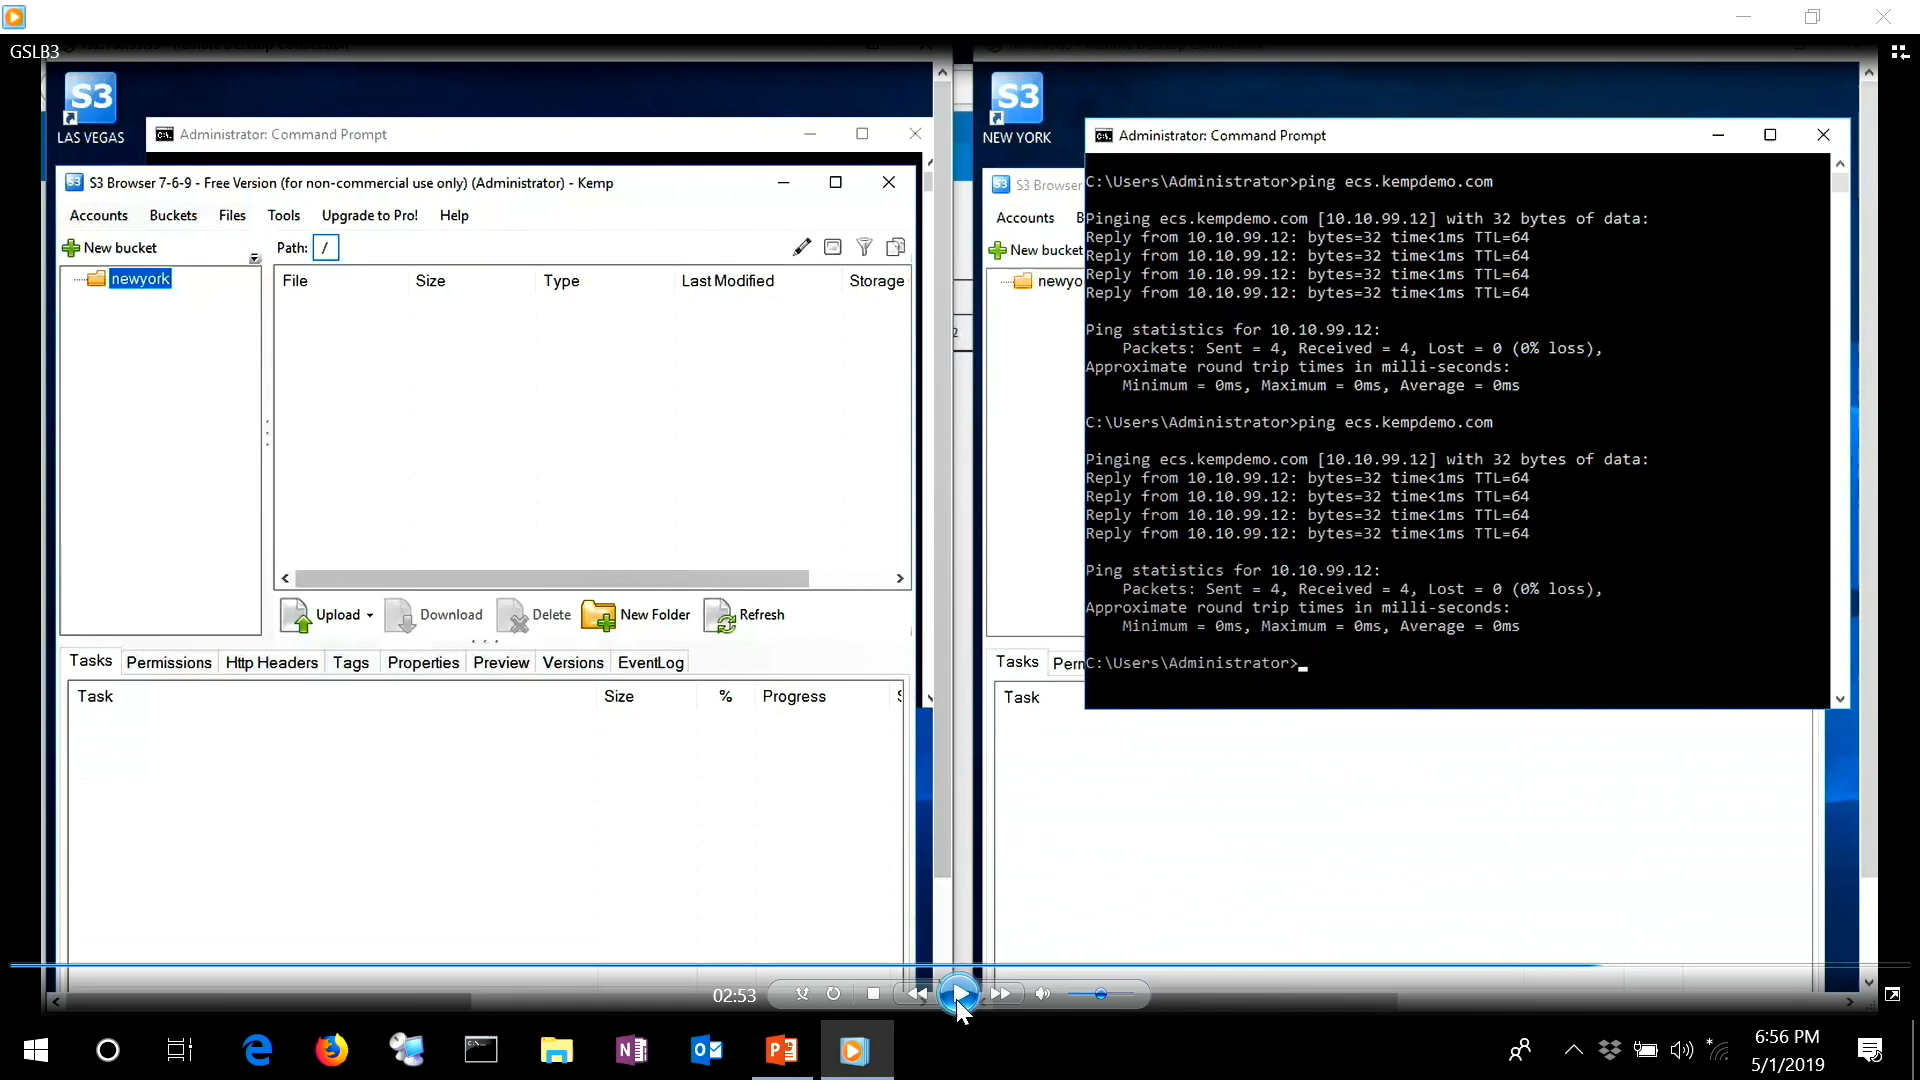 GSLB3
S3
LAS VEGAS
Administrator: Command Prompt
S3 Browser 7-6-9 - Free Version (for non-commercial use only) (Administrator) - Kemp
Accounts Buckets Files Tools Upgrade to Pro! Help
New bucket
Path: /
newyork
File Size Type Last Modified Storage
Upload Download Delete New Folder Refresh
Tasks Permissions Http Headers Tags Properties Preview Versions EventLog
Task Size % Progress
S3
NEW YORK
S3 Browser
Accounts B
New bucket
newyo
Tasks Perm
Task
Administrator: Command Prompt
C:\Users\Administrator>ping ecs.kempdemo.com
Pinging ecs.kempdemo.com [10.10.99.12] with 32 bytes of data:
Reply from 10.10.99.12: bytes=32 time<1ms TTL=64
Reply from 10.10.99.12: bytes=32 time<1ms TTL=64
Reply from 10.10.99.12: bytes=32 time<1ms TTL=64
Reply from 10.10.99.12: bytes=32 time<1ms TTL=64
Ping statistics for 10.10.99.12:
Packets: Sent = 4, Received = 4, Lost = 0 (0% loss),
Approximate round trip times in milli-seconds:
Minimum = 0ms, Maximum = 0ms, Average = 0ms
C:\Users\Administrator>ping ecs.kempdemo.com
Pinging ecs.kempdemo.com [10.10.99.12] with 32 bytes of data:
Reply from 10.10.99.12: bytes=32 time<1ms TTL=64
Reply from 10.10.99.12: bytes=32 time<1ms TTL=64
Reply from 10.10.99.12: bytes=32 time<1ms TTL=64
Reply from 10.10.99.12: bytes=32 time<1ms TTL=64
Ping statistics for 10.10.99.12:
Packets: Sent = 4, Received = 4, Lost = 0 (0% loss),
Approximate round trip times in milli-seconds:
Minimum = 0ms, Maximum = 0ms, Average = 0ms
C:\Users\Administrator>
02:53
6:56 PM
5/1/2019